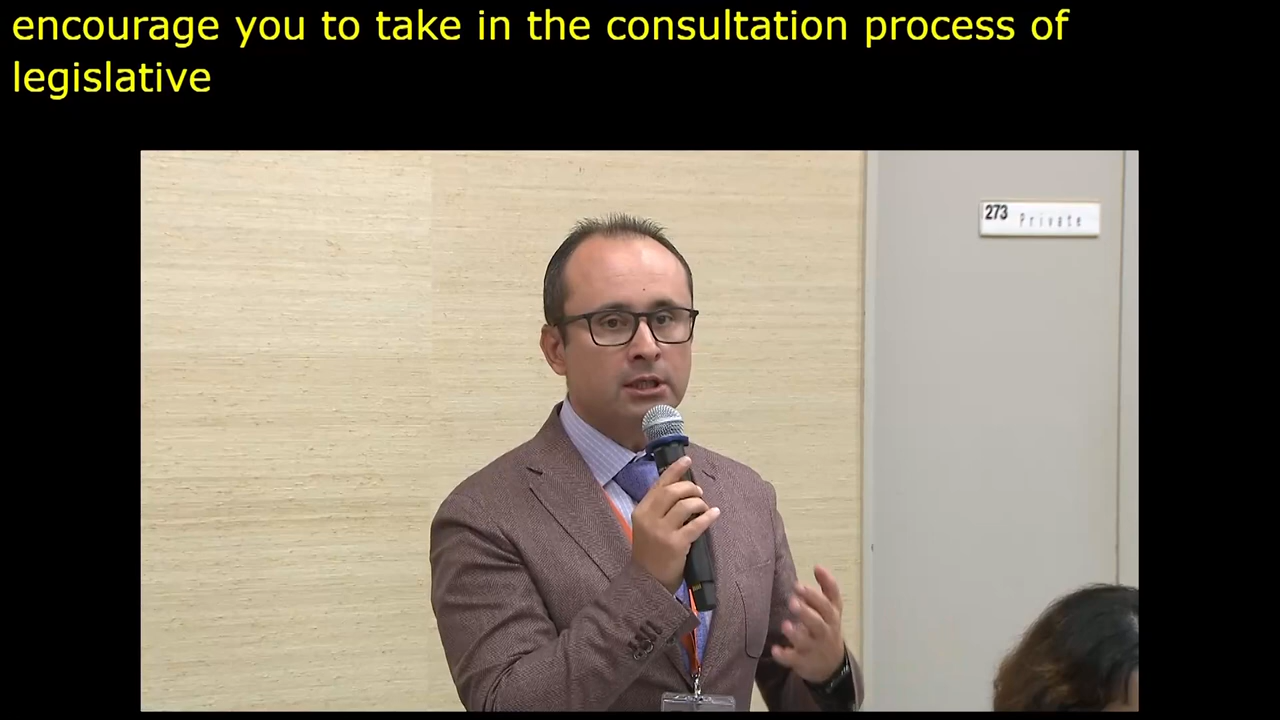 encourage you to take in the consultation process of
legislative
273 Private